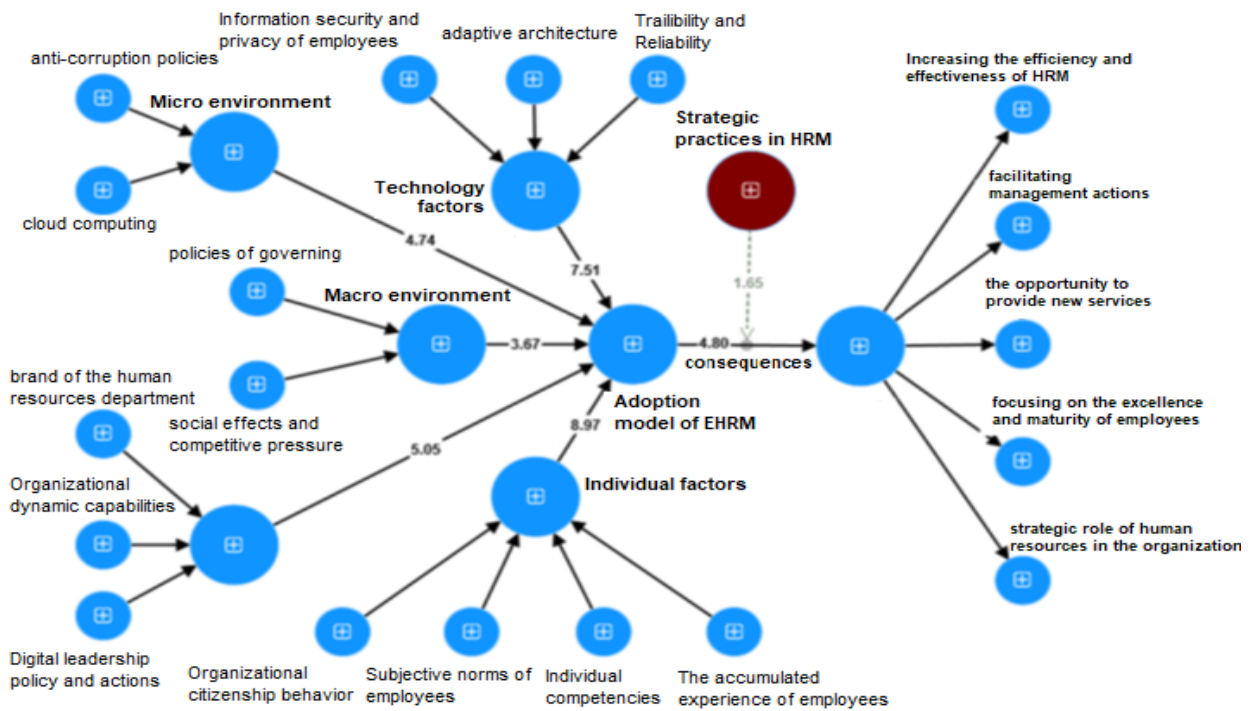 Information security and
privacy of employees
adaptive architecture
Trailibility and
Reliability
anti-corruption policies
Micro environment
cloud computing
Technology
factors
Strategic
practices in HRM
Increasing the efficiency and
effectiveness of HRM
facilitating
management actions
4.74
7.51
1.65
policies of governing
Macro environment
3.67
4.80
consequences
the opportunity to
provide new services
brand of the human
resources department
social effects and
competitive pressure
5.05
8.97
Adoption
model of EHRM
focusing on the excellence
and maturity of employees
Organizational
dynamic capabilities
Individual factors
strategic role of human
resources in the organization
Digital leadership
policy and actions
Organizational
citizenship behavior
Subjective norms of
employees
Individual
competencies
The accumulated
experience of employees